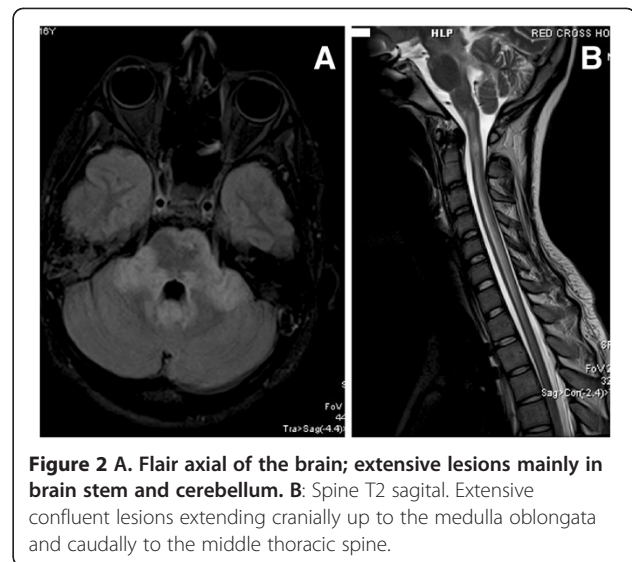 16Y
A
S
FoV
44
Tra>Sag(-4.4)>
HLP
RED CROSS HO
B
SP
FoV 2
32
Sag>Cor(-2.4)>T
Figure 2 A. Flair axial of the brain; extensive lesions mainly in
brain stem and cerebellum. B: Spine T2 sagital. Extensive
confluent lesions extending cranially up to the medulla oblongata
and caudally to the middle thoracic spine.